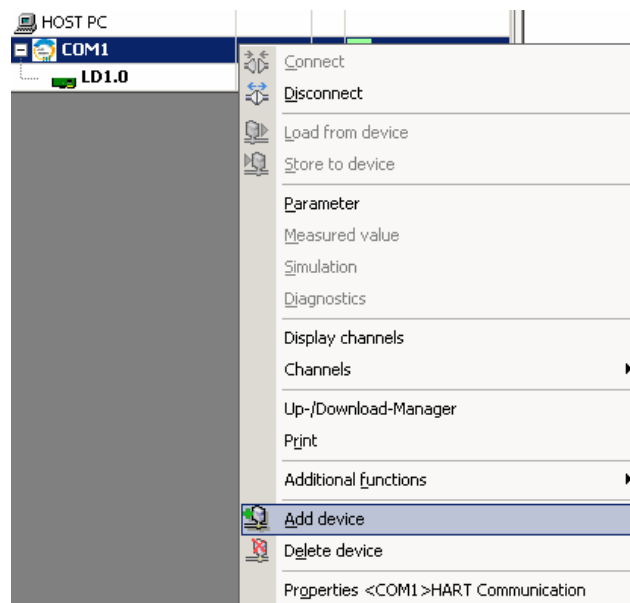 HOST PC
COM1
LD1.0
Connect
Disconnect
Load from device
Store to device
Parameter
Measured value
Simulation
Diagnostics
Display channels
Channels
Up-/Download-Manager
Print
Additional functions
Add device
Delete device
Properties <COM1>HART Communication